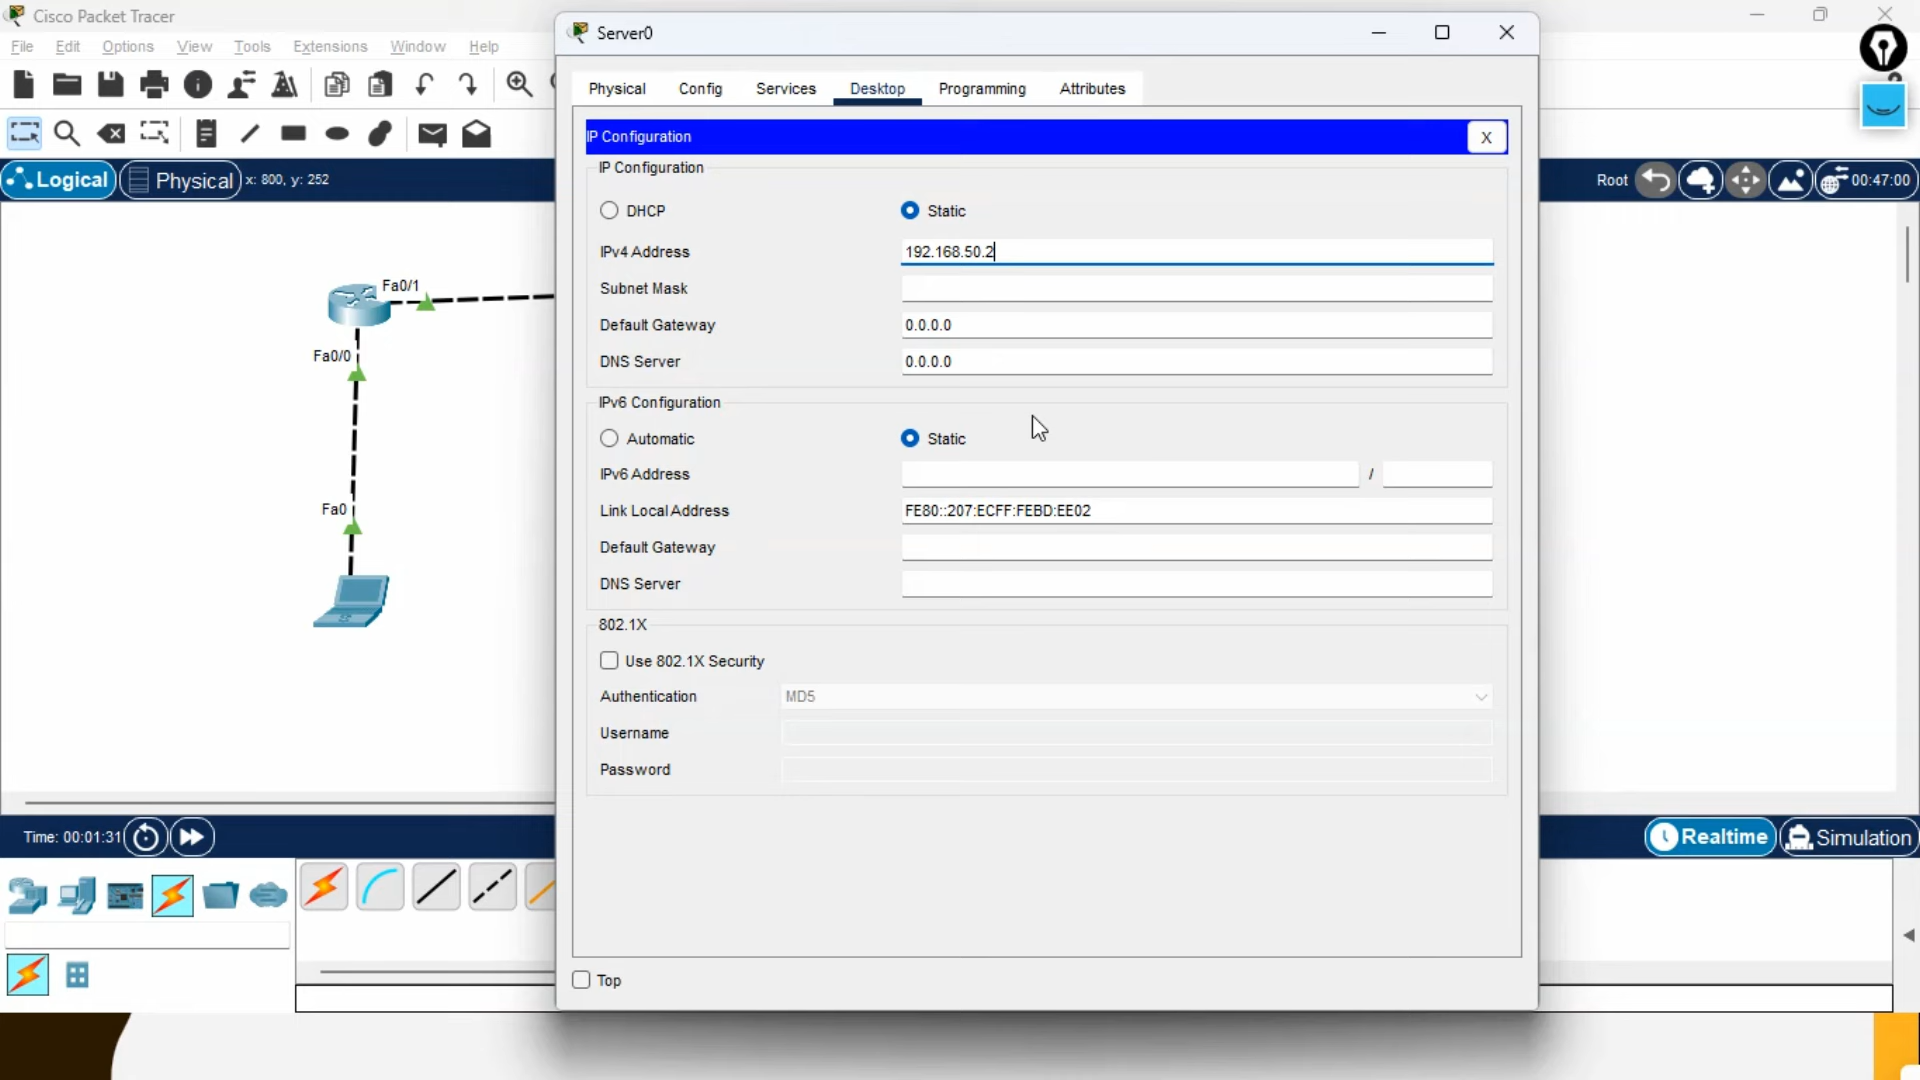 Cisco Packet Tracer
File Edit Options View Tools Extensions Window Help
Logical Physical x: 800, y: 252
Root 00:47:00
Fa0/1
Fa0/0
Fa0
Time: 00:01:31
Realtime Simulation
Server0
Physical Config Services Desktop Programming Attributes
IP Configuration X
IP Configuration
DHCP Static
IPv4 Address 192.168.50.2
Subnet Mask
Default Gateway 0.0.0.0
DNS Server 0.0.0.0
IPv6 Configuration
Automatic Static
IPv6 Address /
Link Local Address FE80::207:ECFF:FEBD:EE02
Default Gateway
DNS Server
802.1X
Use 802.1X Security
Authentication MD5
Username
Password
Top